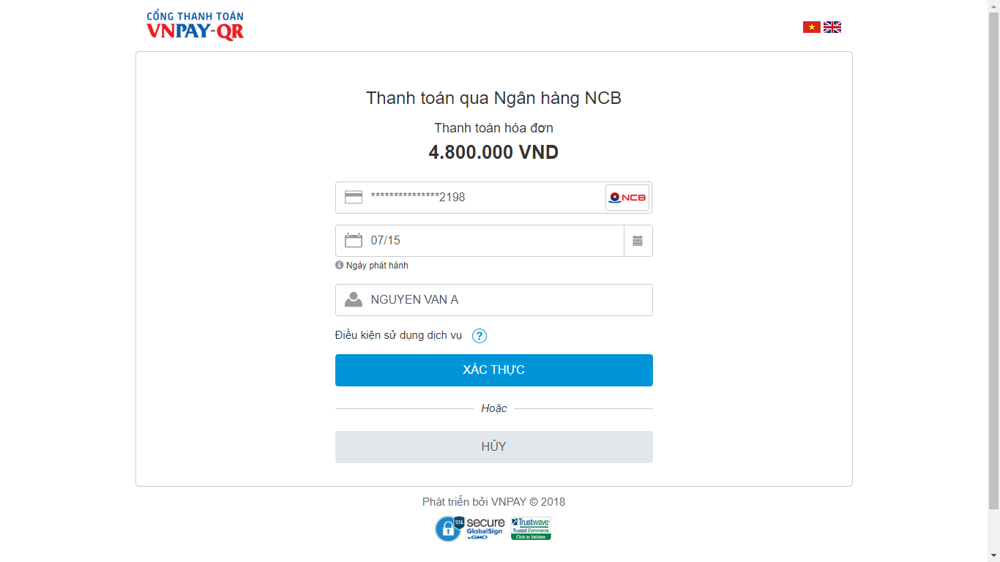 CỔNG THANH TOÁN
VNPAY-QR
Thanh toán qua Ngân hàng NCB
Thanh toán hóa đơn
4.800.000 VND
***************2198
NCB
07/15
Ngày phát hành
NGUYEN VAN A
Điều kiện sử dụng dịch vụ ?
XÁC THỰC
Hoặc
HỦY
Phát triển bởi VNPAY © 2018
SSL
secure
GlobalSign
by GMO
Trustwave
Trusted Commerce
Click to Validate